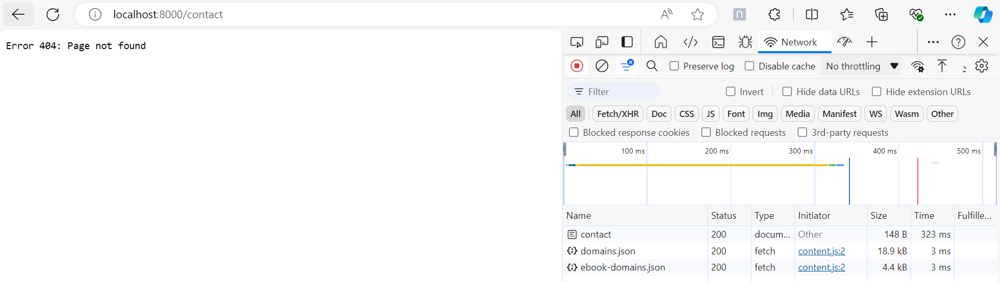 localhost:8000/contact
Error 404: Page not found
Network
Preserve log Disable cache No throttling
Filter Invert Hide data URLs Hide extension URLs
All Fetch/XHR Doc CSS JS Font Img Media Manifest WS Wasm Other
Blocked response cookies Blocked requests 3rd-party requests
100 ms 200 ms 300 ms 400 ms 500 ms
Name Status Type Initiator Size Time Fulfille...
contact 200 docum... Other 148 B 323 ms
domains.json 200 fetch content.js:2 18.9 kB 3 ms
ebook-domains.json 200 fetch content.js:2 4.4 kB 3 ms